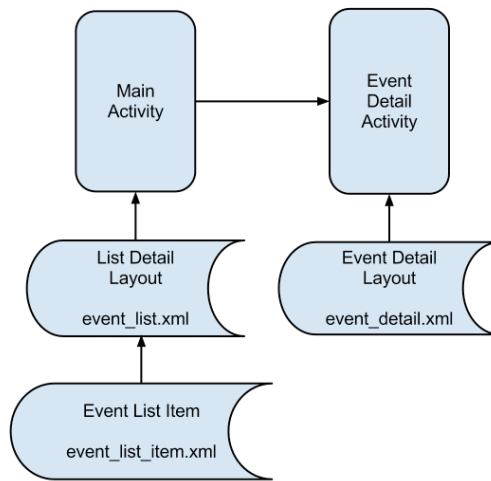 Main
Activity
Event
Detail
Activity
List Detail
Layout
event_list.xml
Event Detail
Layout
event_detail.xml
Event List Item
event_list_item.xml